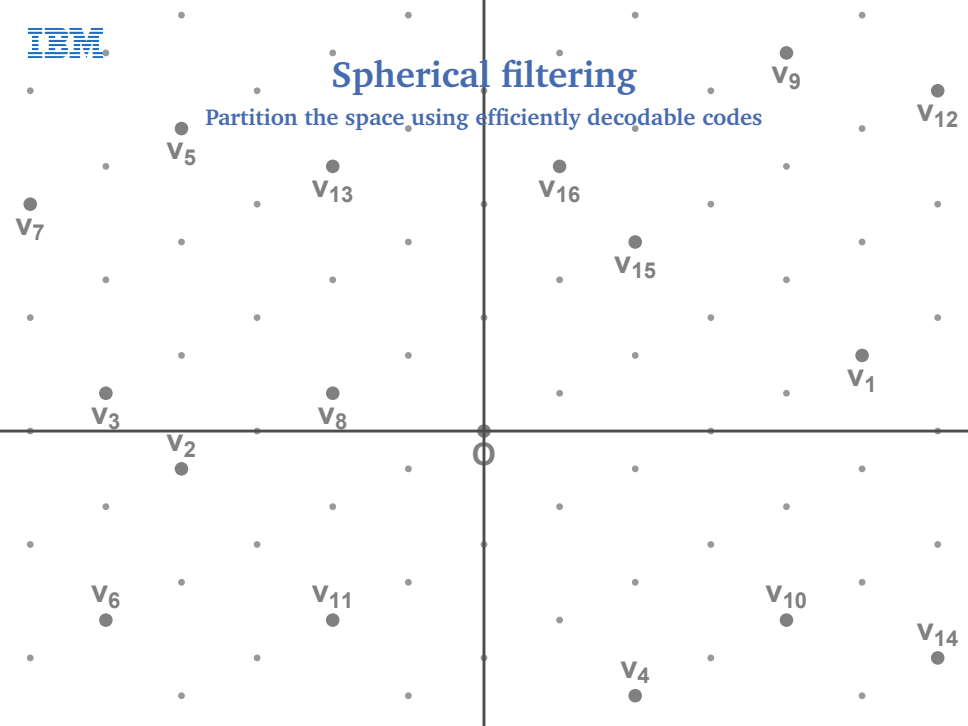 IBM
Spherical filtering
Partition the space using efficiently decodable codes
v9
v12
v5
v13
v16
v7
v15
v1
v3
v8
v2
O
v6
v11
v10
v14
v4